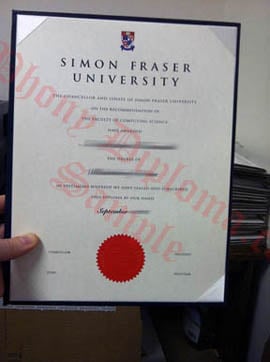 SIMON FRASER
UNIVERSITY
THE CHANCELLOR AND SENATE OF SIMON FRASER UNIVERSITY
ON THE RECOMMENDATION OF
THE FACULTY OF COMPUTING SCIENCE
HAVE AWARDED
THE DEGREE OF
IN TESTIMONY WHEREOF WE HAVE SEALED AND SUBSCRIBED
THIS DIPLOMA BY OUR HAND
September
Phony Diploma
Sample